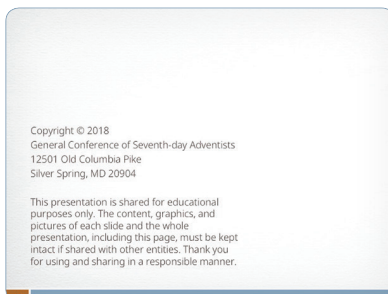 Copyright © 2018
General Conference of Seventh-day Adventists
12501 Old Columbia Pike
Silver Spring, MD 20904
This presentation is shared for educational
purposes only. The content, graphics, and
pictures of each slide and the whole
presentation, including this page, must be kept
intact if shared with other entities. Thank you
for using and sharing in a responsible manner.